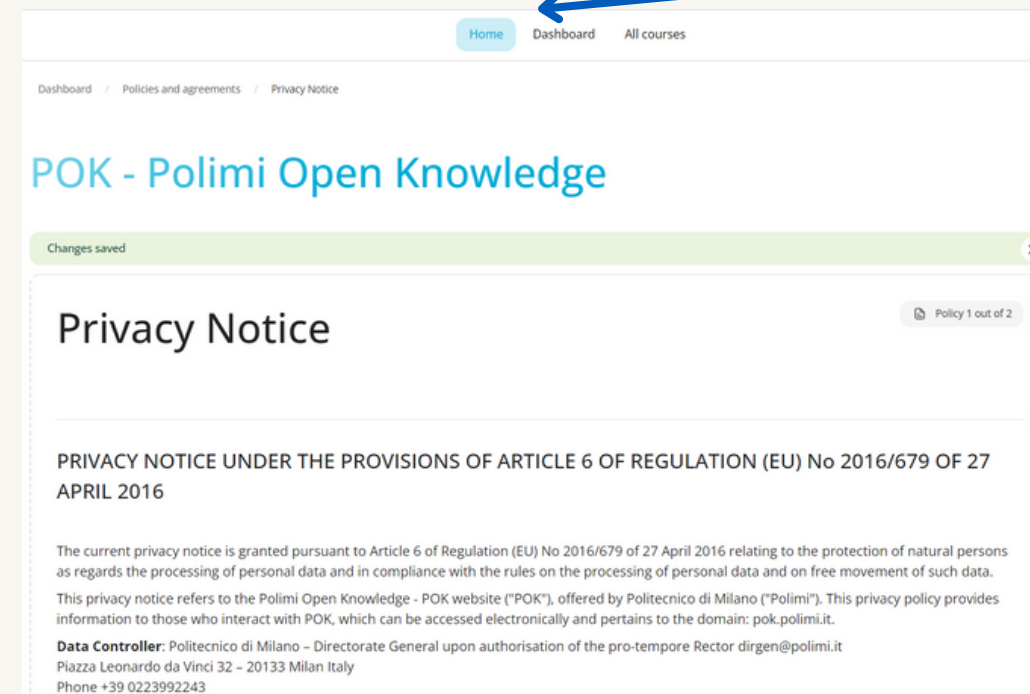 Home Dashboard All courses
Dashboard / Policies and agreements / Privacy Notice
POK - Polimi Open Knowledge
Changes saved
Privacy Notice
Policy 1 out of 2
PRIVACY NOTICE UNDER THE PROVISIONS OF ARTICLE 6 OF REGULATION (EU) No 2016/679 OF 27
APRIL 2016
The current privacy notice is granted pursuant to Article 6 of Regulation (EU) No 2016/679 of 27 April 2016 relating to the protection of natural persons
as regards the processing of personal data and in compliance with the rules on the processing of personal data and on free movement of such data.
This privacy notice refers to the Polimi Open Knowledge - POK website ("POK"), offered by Politecnico di Milano ("Polimi"). This privacy policy provides
information to those who interact with POK, which can be accessed electronically and pertains to the domain: pok.polimi.it.
Data Controller: Politecnico di Milano – Directorate General upon authorisation of the pro-tempore Rector dirgen@polimi.it
Piazza Leonardo da Vinci 32 – 20133 Milan Italy
Phone +39 0223992243